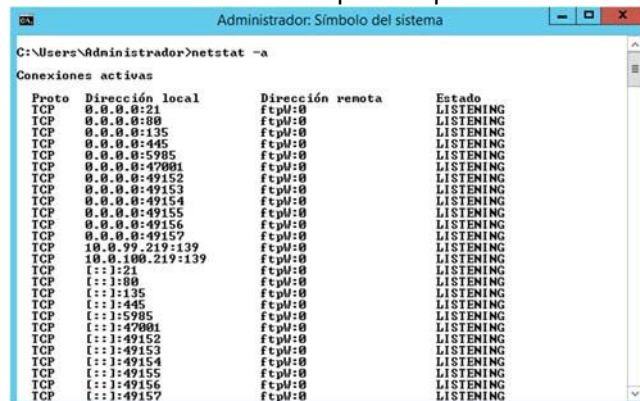 Administrador: Símbolo del sistema
C:\Users\Administrador>netstat -a
Conexiones activas
Proto Dirección local Dirección remota Estado
TCP 0.0.0.0:21 ftpW:0 LISTENING
TCP 0.0.0.0:80 ftpW:0 LISTENING
TCP 0.0.0.0:135 ftpW:0 LISTENING
TCP 0.0.0.0:445 ftpW:0 LISTENING
TCP 0.0.0.0:5985 ftpW:0 LISTENING
TCP 0.0.0.0:47001 ftpW:0 LISTENING
TCP 0.0.0.0:49152 ftpW:0 LISTENING
TCP 0.0.0.0:49153 ftpW:0 LISTENING
TCP 0.0.0.0:49154 ftpW:0 LISTENING
TCP 0.0.0.0:49155 ftpW:0 LISTENING
TCP 0.0.0.0:49156 ftpW:0 LISTENING
TCP 0.0.0.0:49157 ftpW:0 LISTENING
TCP 10.0.99.219:139 ftpW:0 LISTENING
TCP 10.0.100.219:139 ftpW:0 LISTENING
TCP [::]:21 ftpW:0 LISTENING
TCP [::]:80 ftpW:0 LISTENING
TCP [::]:135 ftpW:0 LISTENING
TCP [::]:445 ftpW:0 LISTENING
TCP [::]:5985 ftpW:0 LISTENING
TCP [::]:47001 ftpW:0 LISTENING
TCP [::]:49152 ftpW:0 LISTENING
TCP [::]:49153 ftpW:0 LISTENING
TCP [::]:49154 ftpW:0 LISTENING
TCP [::]:49155 ftpW:0 LISTENING
TCP [::]:49156 ftpW:0 LISTENING
TCP [::]:49157 ftpW:0 LISTENING